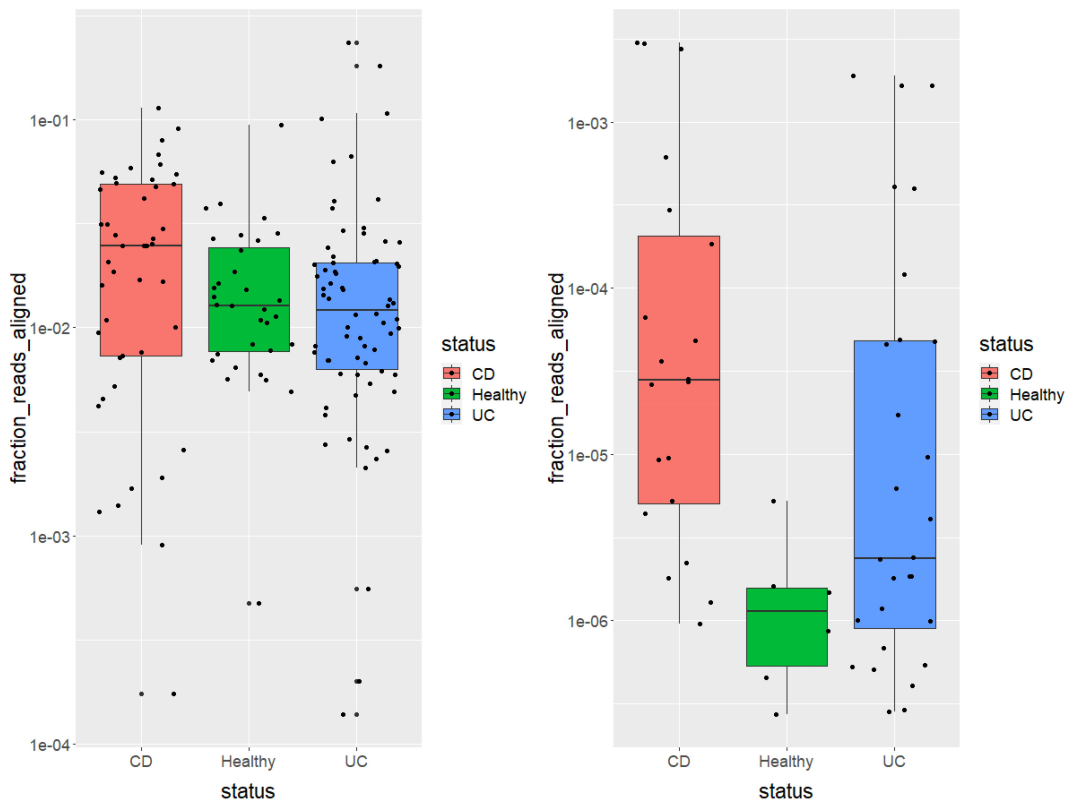 fraction_reads_aligned
1e-01
1e-02
1e-03
1e-04
CD
Healthy
UC
status
status
CD
Healthy
UC
fraction_reads_aligned
1e-03
1e-04
1e-05
1e-06
CD
Healthy
UC
status
status
CD
Healthy
UC